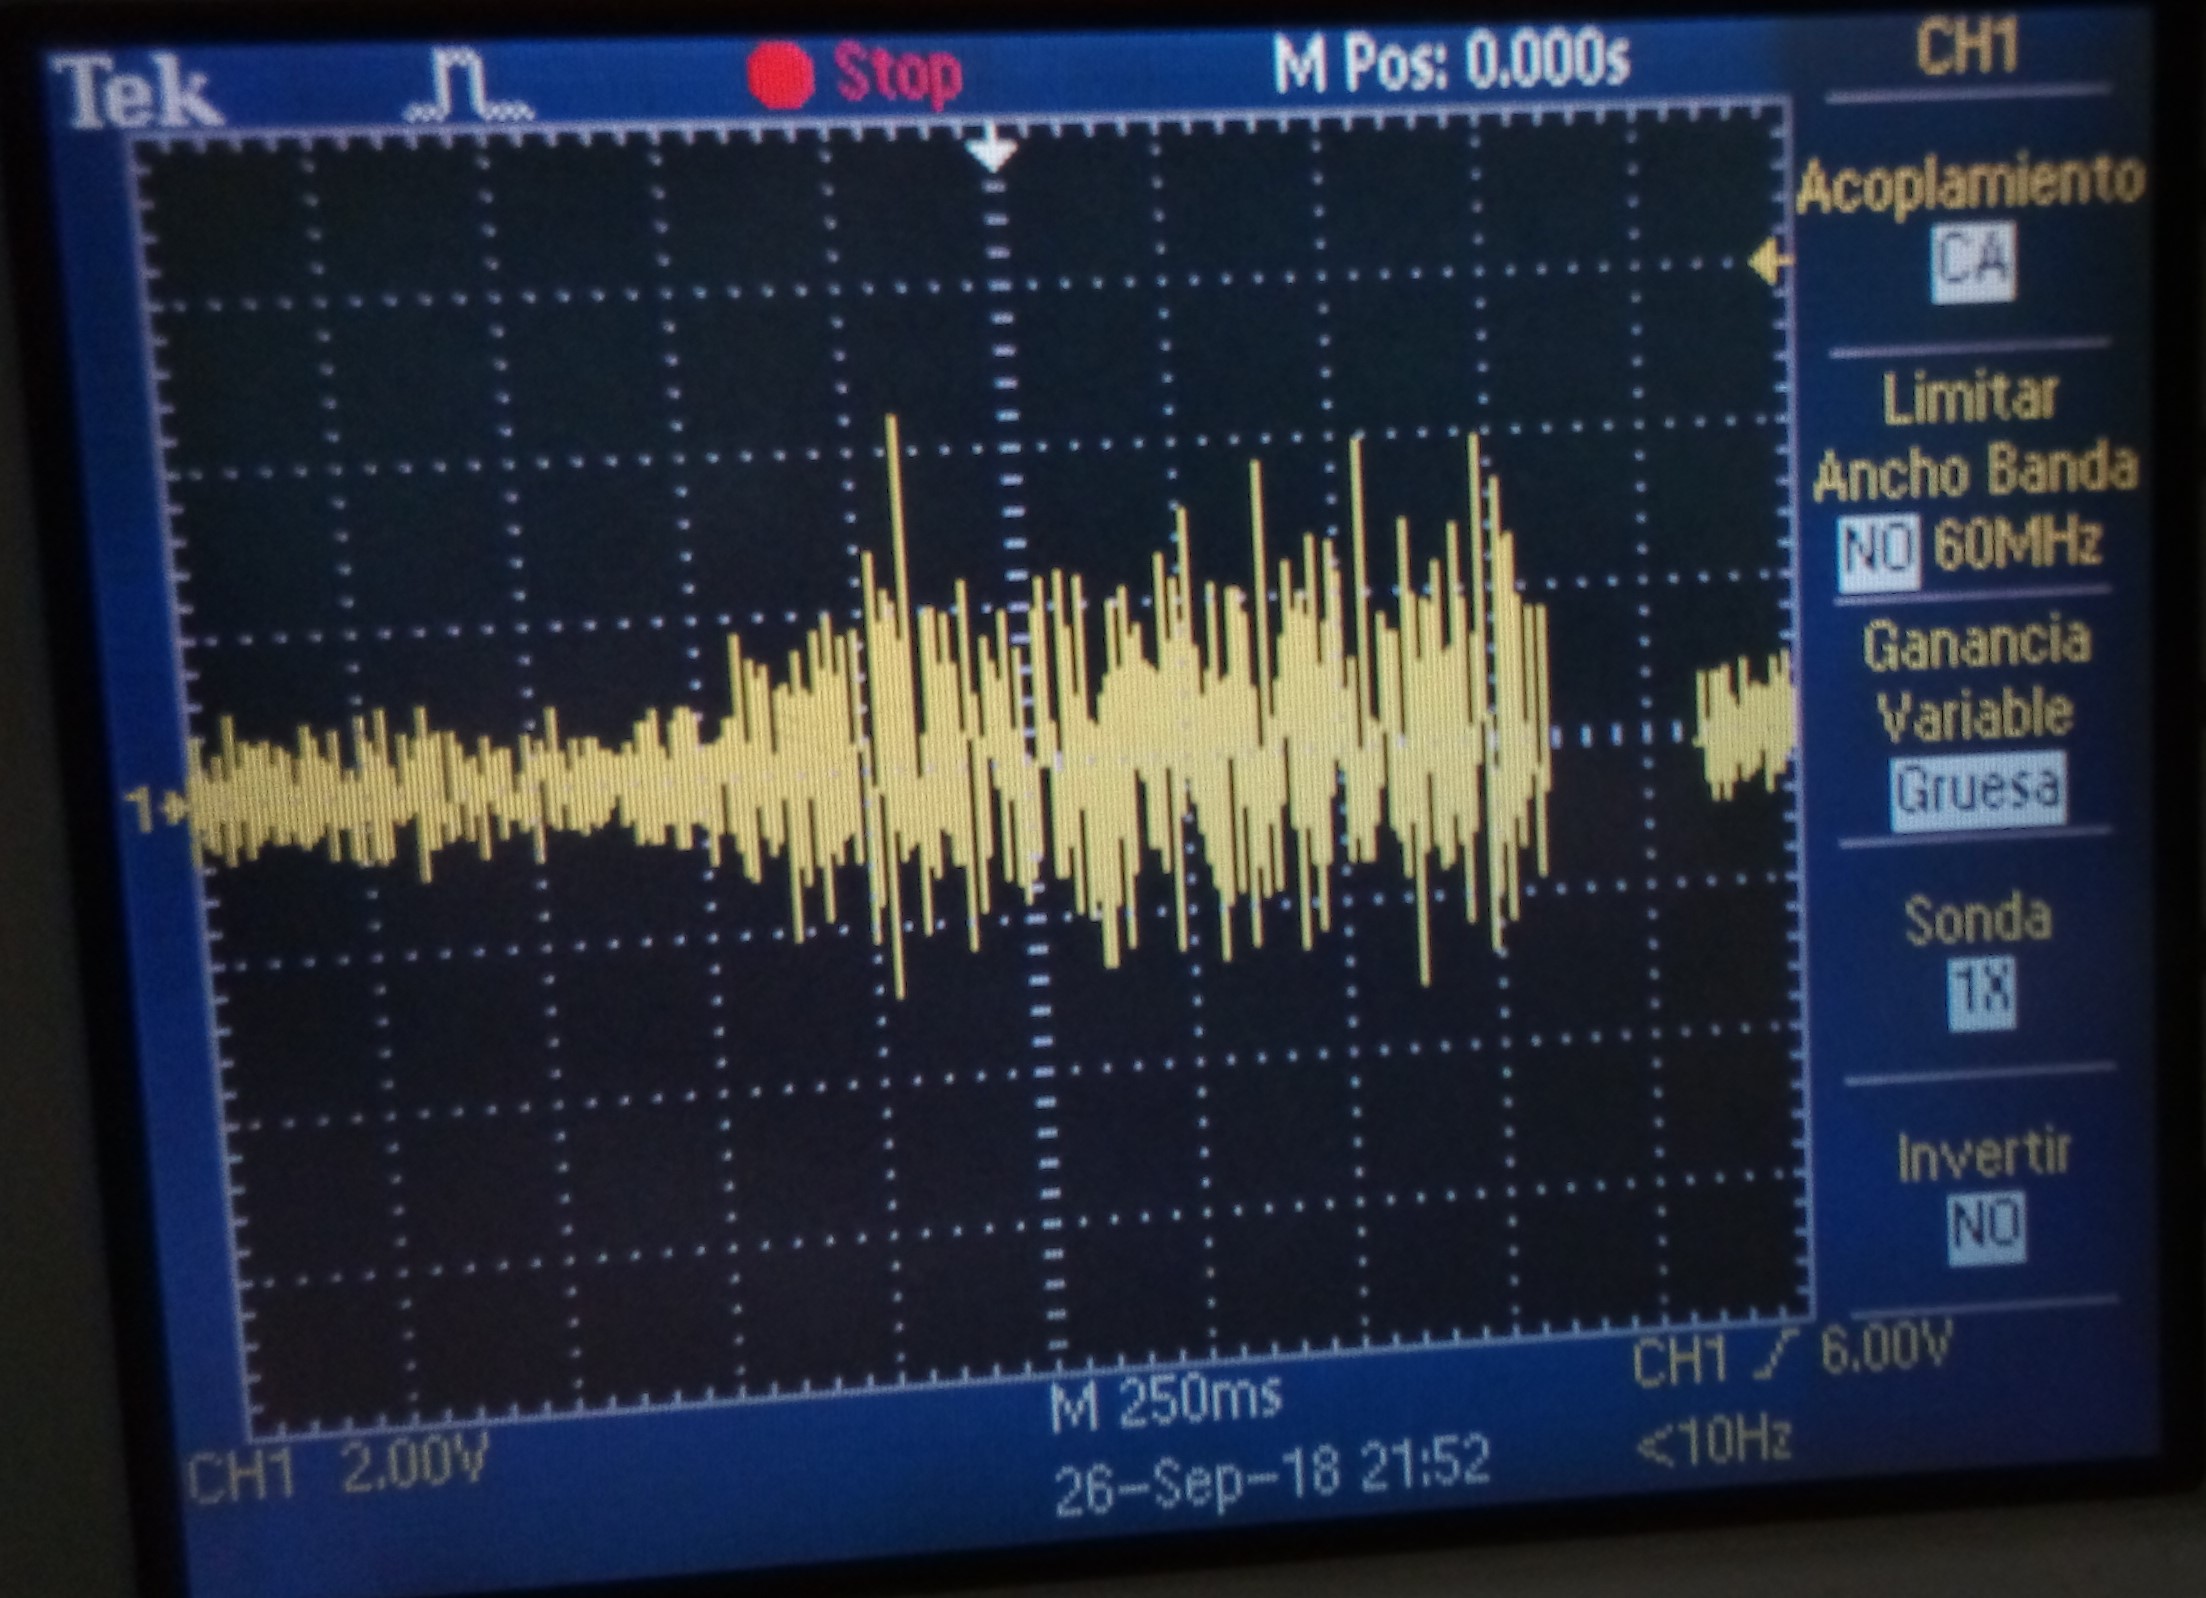 Tek Stop M Pos: 0.000s CH1
Acoplamiento
CA
Limitar
Ancho Banda
NO 60MHz
Ganancia
Variable
Gruesa
Sonda
1X
Invertir
NO
1
CH1 2.00V M 250ms CH1 6.00V
26-Sep-18 21:52 <10Hz